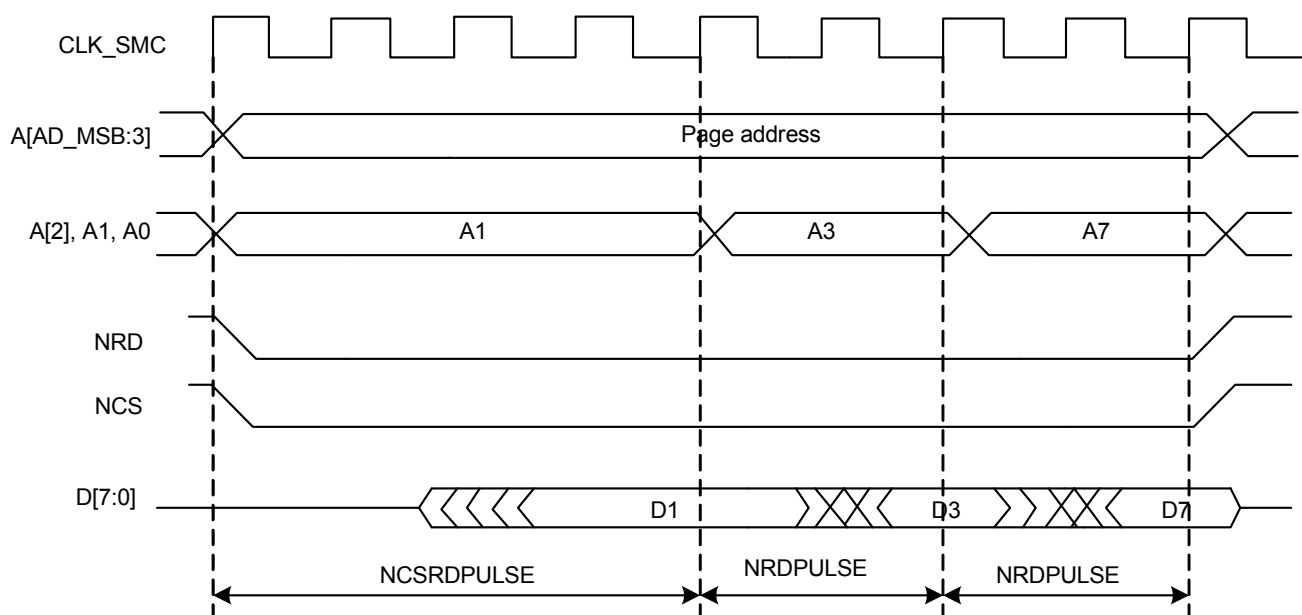 CLK_SMC
A[AD_MSB:3]
Page address
A[2], A1, A0
A1
A3
A7
NRD
NCS
D[7:0]
D1
D3
D7
NCSRDPULSE
NRDPULSE
NRDPULSE